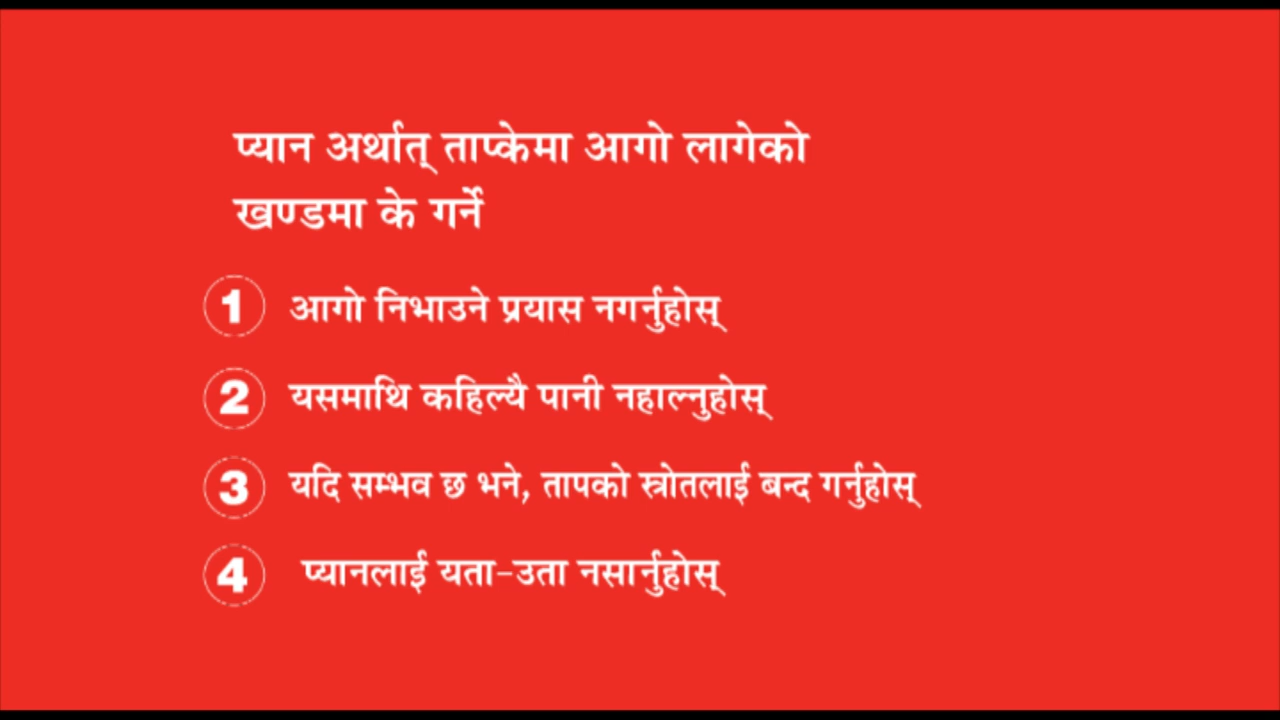 प्यान अर्थात् ताप्केमा आगो लागेको
खण्डमा के गर्ने
1 आगो निभाउने प्रयास नगर्नुहोस्
2 यसमाथि कहिल्यै पानी नहाल्नुहोस्
3 यदि सम्भव छ भने, तापको स्रोतलाई बन्द गर्नुहोस्
4 प्यानलाई यता-उता नसार्नुहोस्